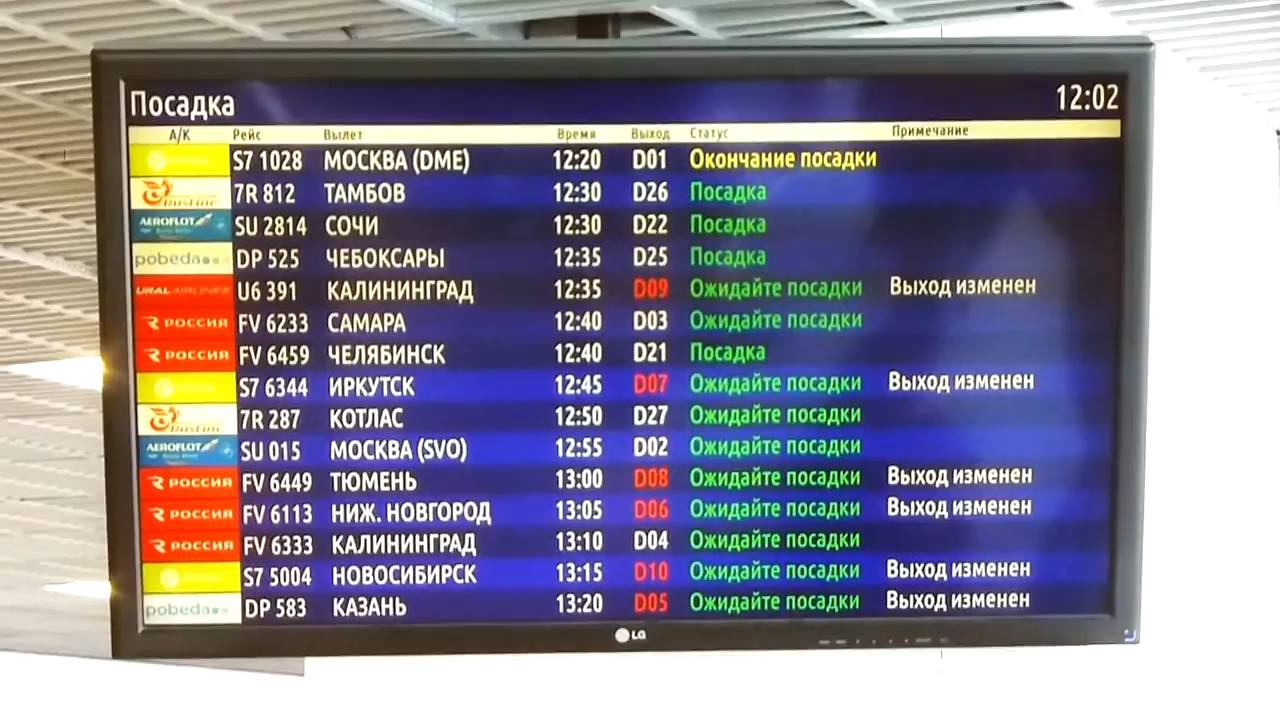 Посадка 12:02
А/К Рейс Вылет Время Выход Статус Примечание
S7 1028 МОСКВА (DME) 12:20 D01 Окончание посадки
RusLine 7R 812 ТАМБОВ 12:30 D26 Посадка
AEROFLOT SU 2814 СОЧИ 12:30 D22 Посадка
pobeda DP 525 ЧЕБОКСАРЫ 12:35 D25 Посадка
URAL AIRLINES U6 391 КАЛИНИНГРАД 12:35 D09 Ожидайте посадки Выход изменен
РОССИЯ FV 6233 САМАРА 12:40 D03 Ожидайте посадки
РОССИЯ FV 6459 ЧЕЛЯБИНСК 12:40 D21 Посадка
S7 6344 ИРКУТСК 12:45 D07 Ожидайте посадки Выход изменен
RusLine 7R 287 КОТЛАС 12:50 D27 Ожидайте посадки
AEROFLOT SU 015 МОСКВА (SVO) 12:55 D02 Ожидайте посадки
РОССИЯ FV 6449 ТЮМЕНЬ 13:00 D08 Ожидайте посадки Выход изменен
РОССИЯ FV 6113 НИЖ. НОВГОРОД 13:05 D06 Ожидайте посадки Выход изменен
РОССИЯ FV 6333 КАЛИНИНГРАД 13:10 D04 Ожидайте посадки
S7 5004 НОВОСИБИРСК 13:15 D10 Ожидайте посадки Выход изменен
pobeda DP 583 КАЗАНЬ 13:20 D05 Ожидайте посадки Выход изменен
LG